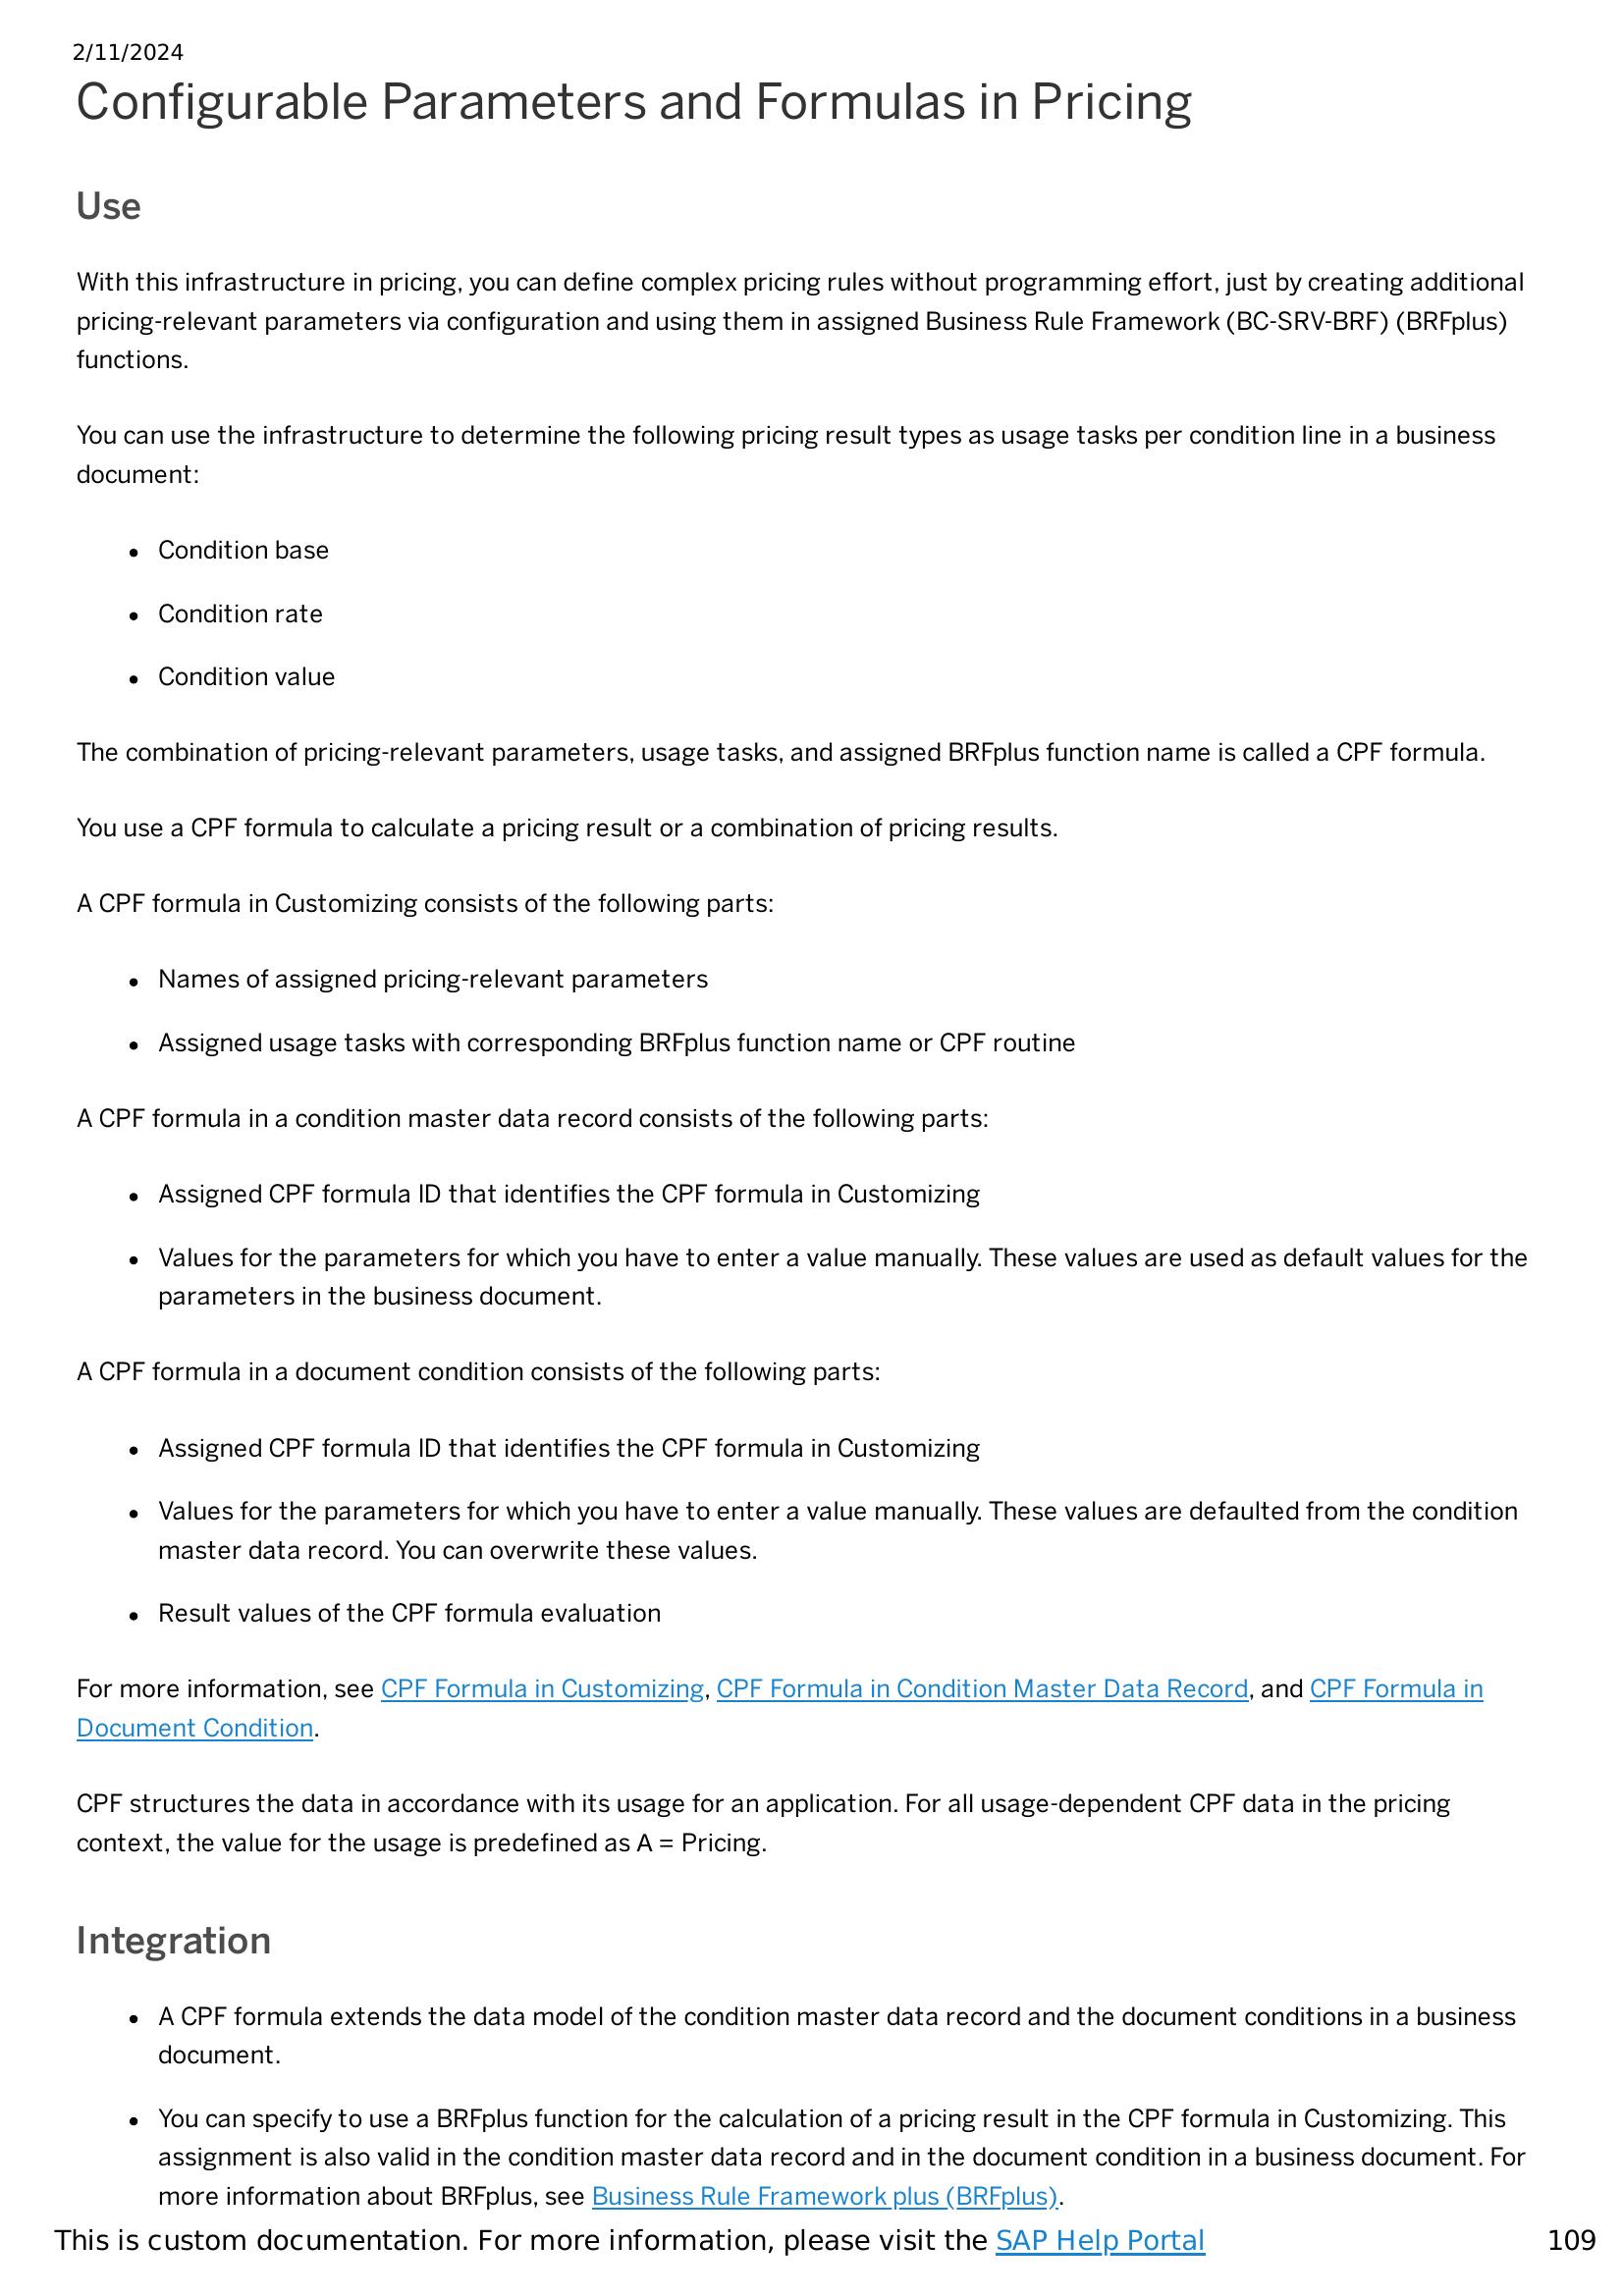 2/11/2024
Configurable Parameters and Formulas in Pricing
Use
With this infrastructure in pricing, you can define complex pricing rules without programming effort, just by creating additional
pricing-relevant parameters via configuration and using them in assigned Business Rule Framework (BC-SRV-BRF) (BRFplus)
functions.
You can use the infrastructure to determine the following pricing result types as usage tasks per condition line in a business
document:
• Condition base
• Condition rate
• Condition value
The combination of pricing-relevant parameters, usage tasks, and assigned BRFplus function name is called a CPF formula.
You use a CPF formula to calculate a pricing result or a combination of pricing results.
A CPF formula in Customizing consists of the following parts:
• Names of assigned pricing-relevant parameters
• Assigned usage tasks with corresponding BRFplus function name or CPF routine
A CPF formula in a condition master data record consists of the following parts:
• Assigned CPF formula ID that identifies the CPF formula in Customizing
• Values for the parameters for which you have to enter a value manually. These values are used as default values for the
parameters in the business document.
A CPF formula in a document condition consists of the following parts:
• Assigned CPF formula ID that identifies the CPF formula in Customizing
• Values for the parameters for which you have to enter a value manually. These values are defaulted from the condition
master data record. You can overwrite these values.
• Result values of the CPF formula evaluation
For more information, see CPF Formula in Customizing, CPF Formula in Condition Master Data Record, and CPF Formula in
Document Condition.
CPF structures the data in accordance with its usage for an application. For all usage-dependent CPF data in the pricing
context, the value for the usage is predefined as A = Pricing.
Integration
• A CPF formula extends the data model of the condition master data record and the document conditions in a business
document.
• You can specify to use a BRFplus function for the calculation of a pricing result in the CPF formula in Customizing. This
assignment is also valid in the condition master data record and in the document condition in a business document. For
more information about BRFplus, see Business Rule Framework plus (BRFplus).
This is custom documentation. For more information, please visit the SAP Help Portal 109